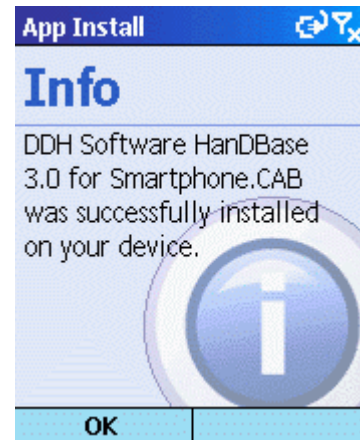 App Install
Info
DDH Software HanDBase
3.0 for Smartphone.CAB
was successfully installed
on your device.
OK